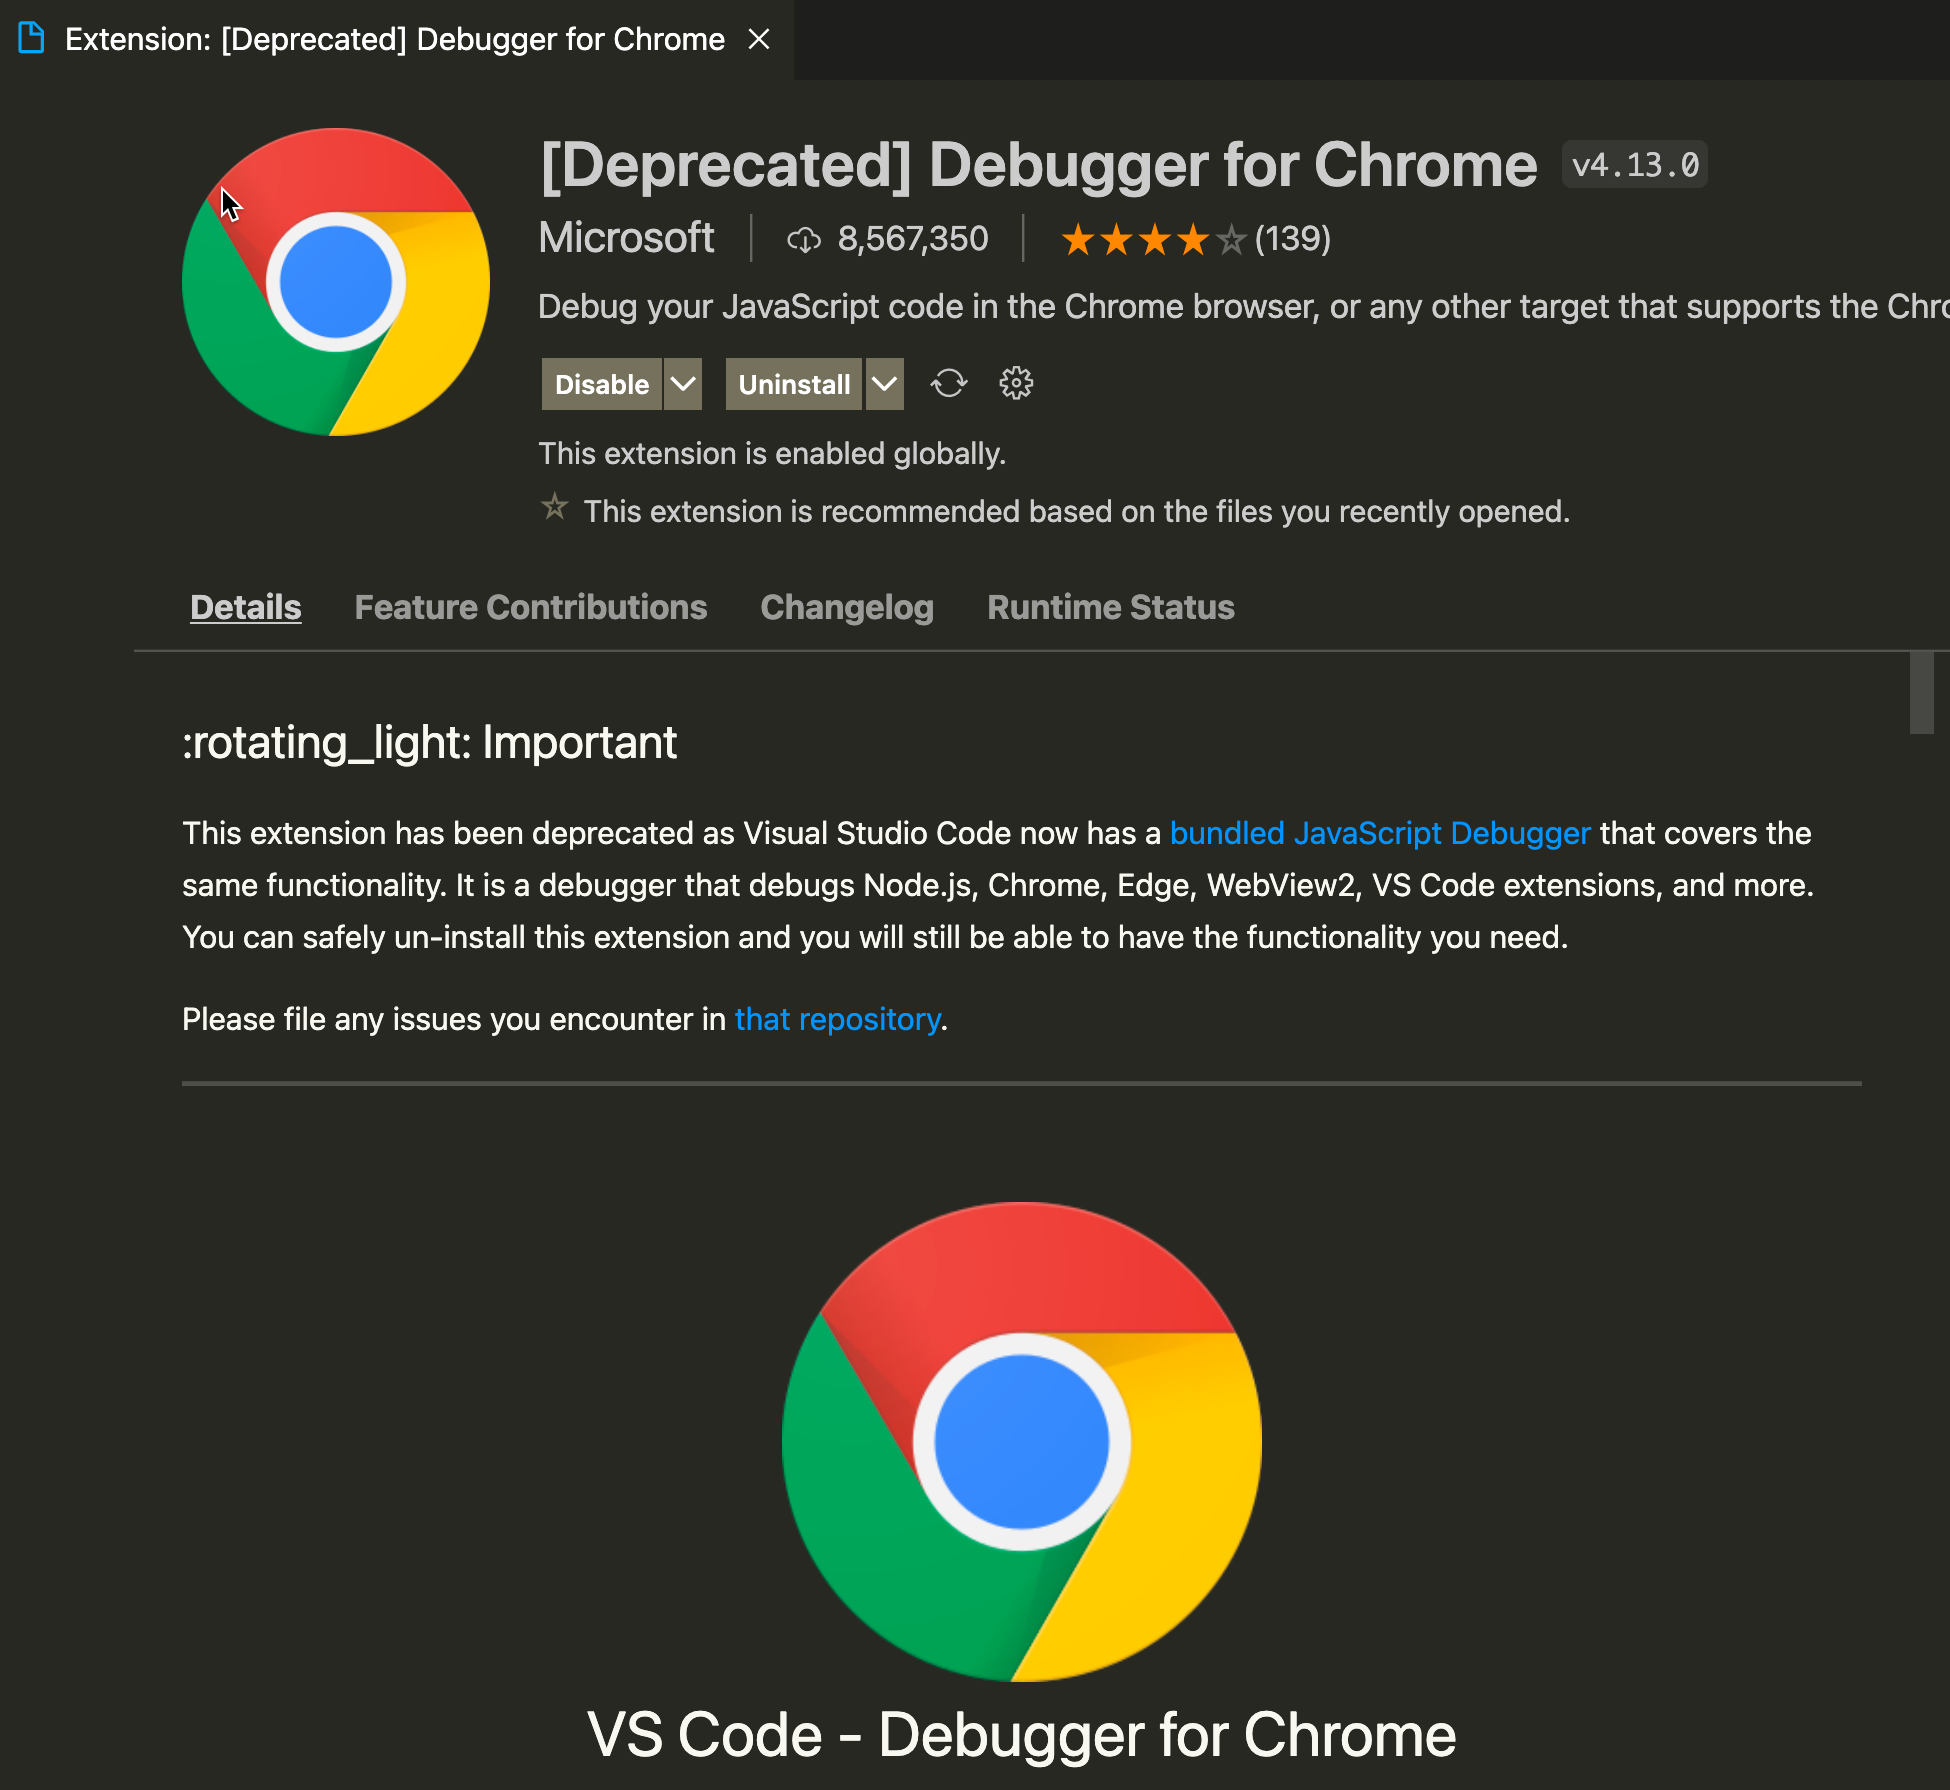 Extension: [Deprecated] Debugger for Chrome
[Deprecated] Debugger for Chrome v4.13.0
Microsoft 8,567,350 (139)
Debug your JavaScript code in the Chrome browser, or any other target that supports the
Disable Uninstall
This extension is enabled globally.
This extension is recommended based on the files you recently opened.
Details Feature Contributions Changelog Runtime Status
:rotating_light: Important
This extension has been deprecated as Visual Studio Code now has a bundled JavaScript Debugger that covers the
same functionality. It is a debugger that debugs Node.js, Chrome, Edge, WebView2, VS Code extensions, and more.
You can safely un-install this extension and you will still be able to have the functionality you need.
Please file any issues you encounter in that repository.
VS Code - Debugger for Chrome